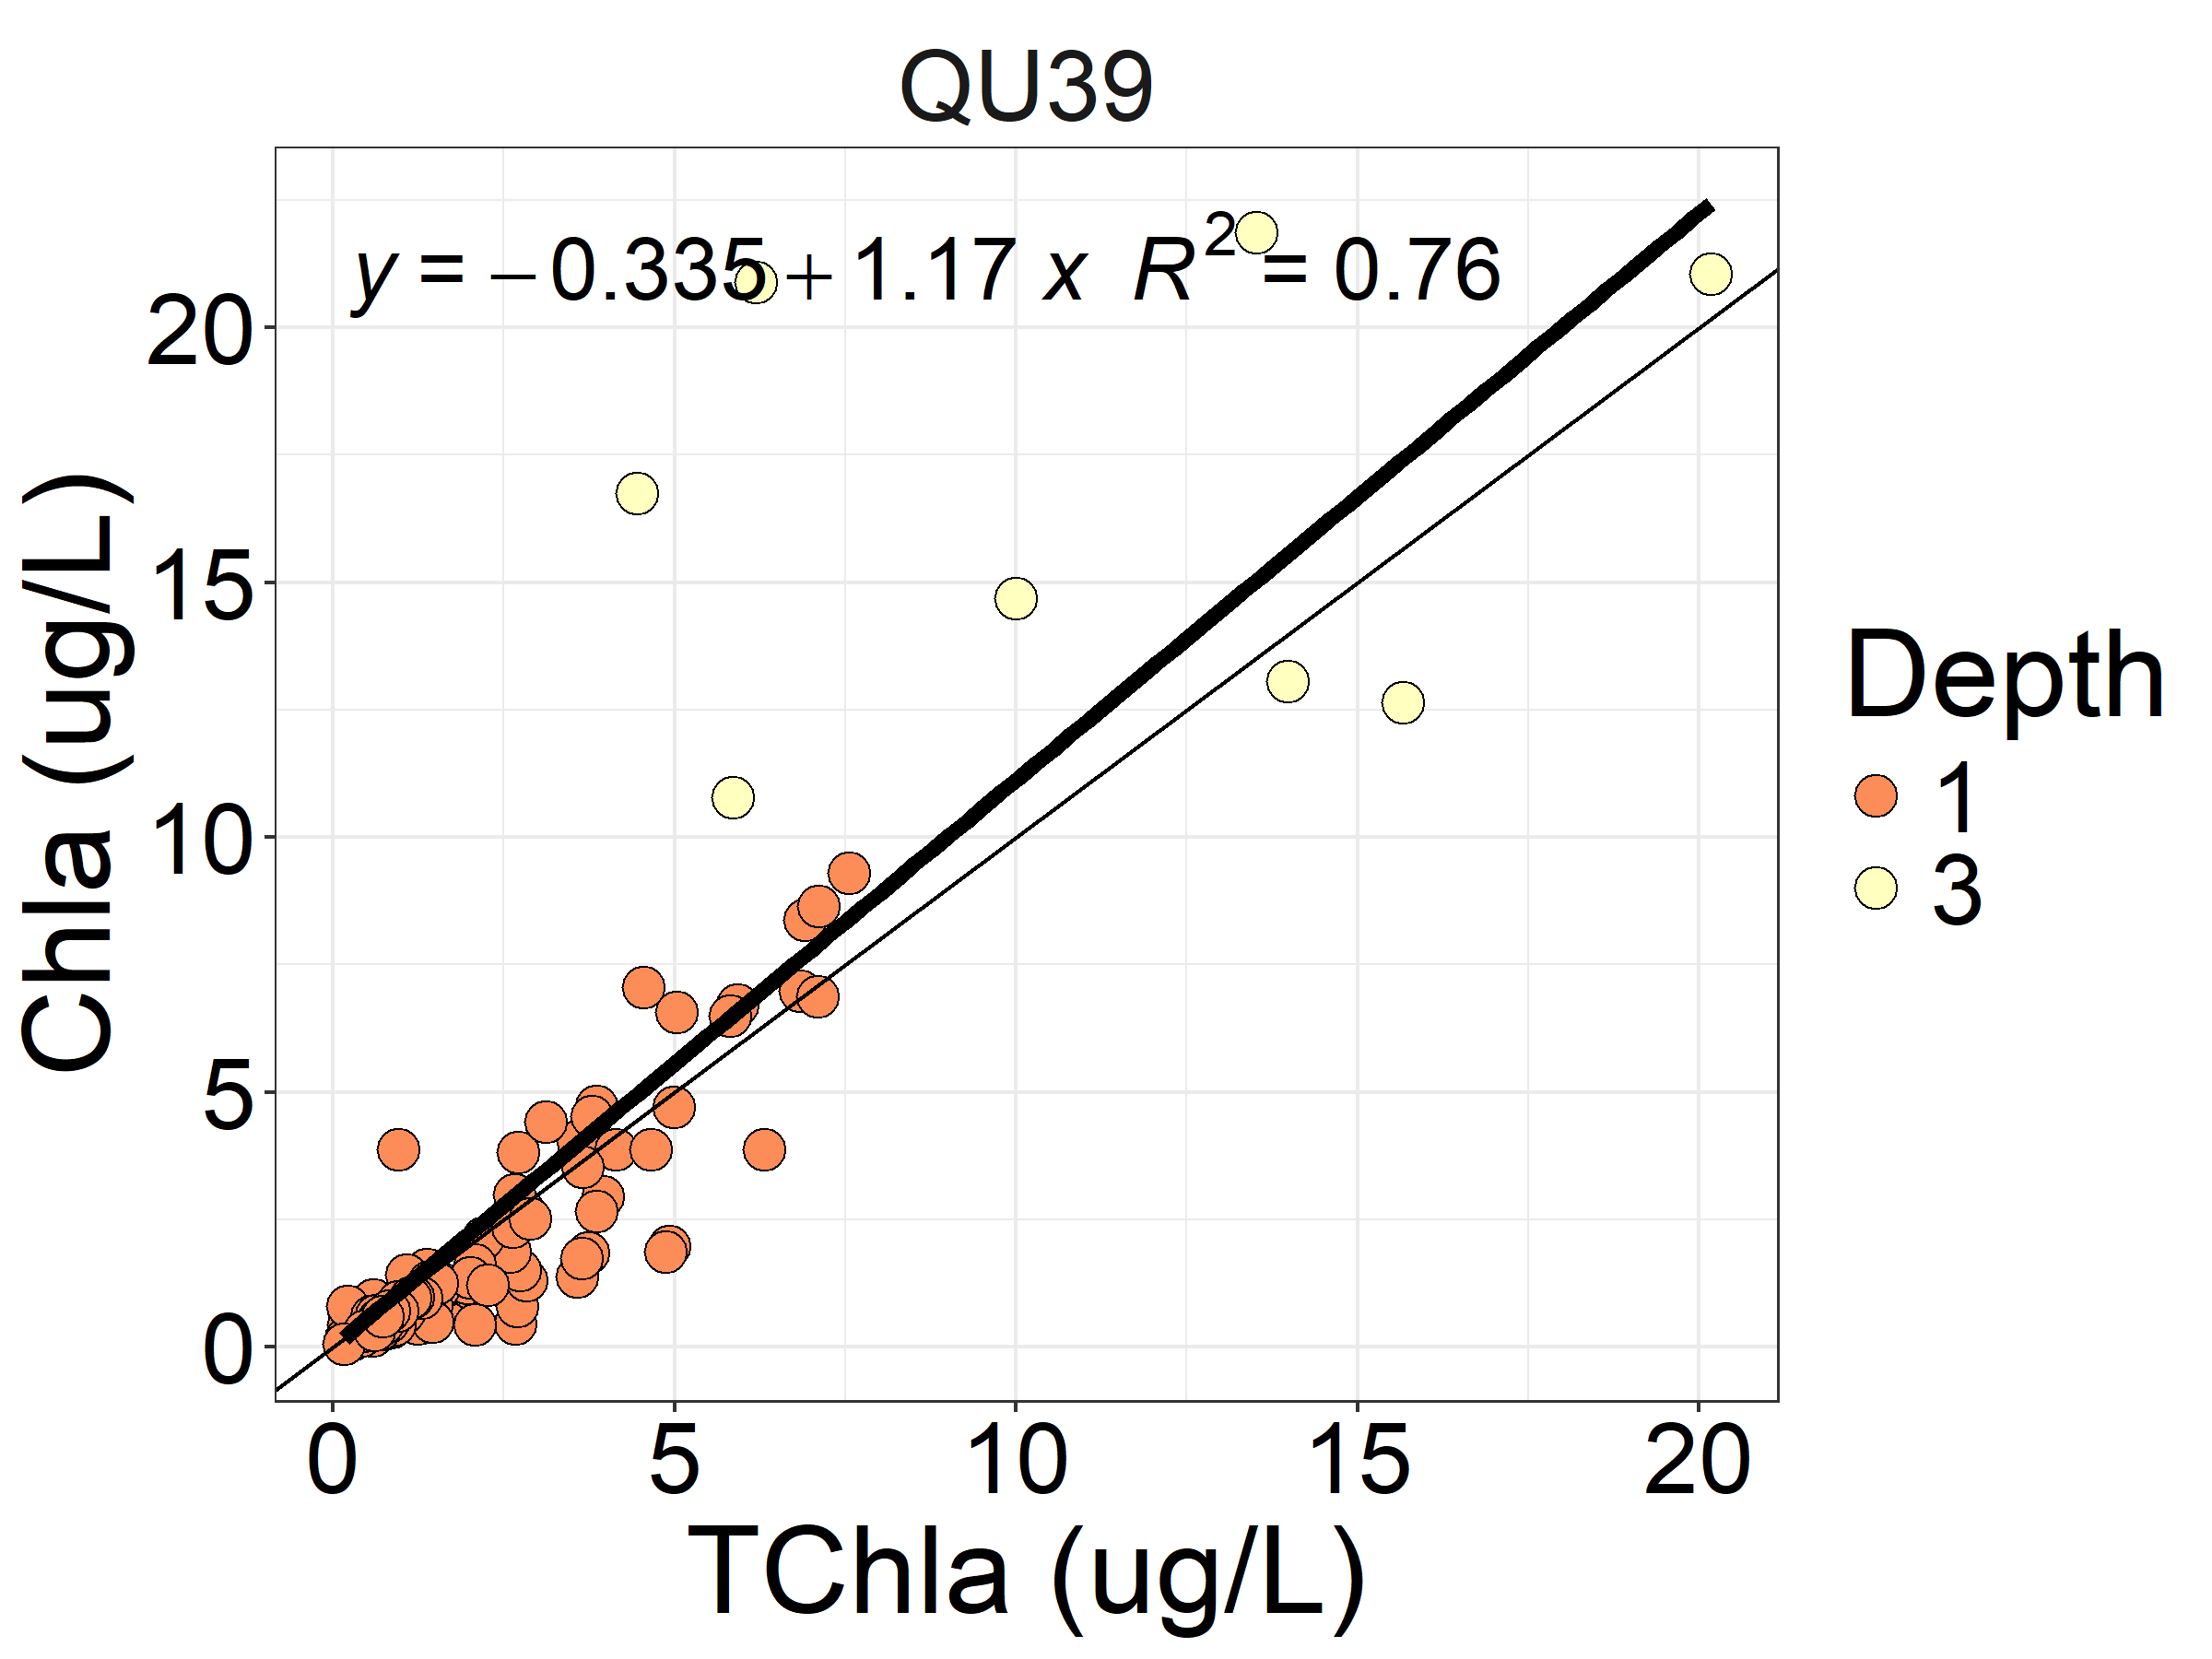 QU39
y = −0.335 + 1.17 x R² = 0.76
20
15
10
5
0
Chla (ug/L)
0 5 10 15 20
TChla (ug/L)
Depth
1
3